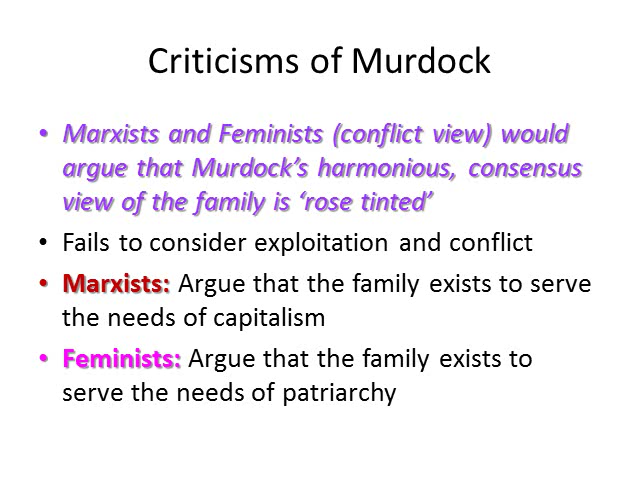 Criticisms of Murdock
• Marxists and Feminists (conflict view) would
argue that Murdock’s harmonious, consensus
view of the family is ‘rose tinted’
• Fails to consider exploitation and conflict
• Marxists: Argue that the family exists to serve
the needs of capitalism
• Feminists: Argue that the family exists to
serve the needs of patriarchy